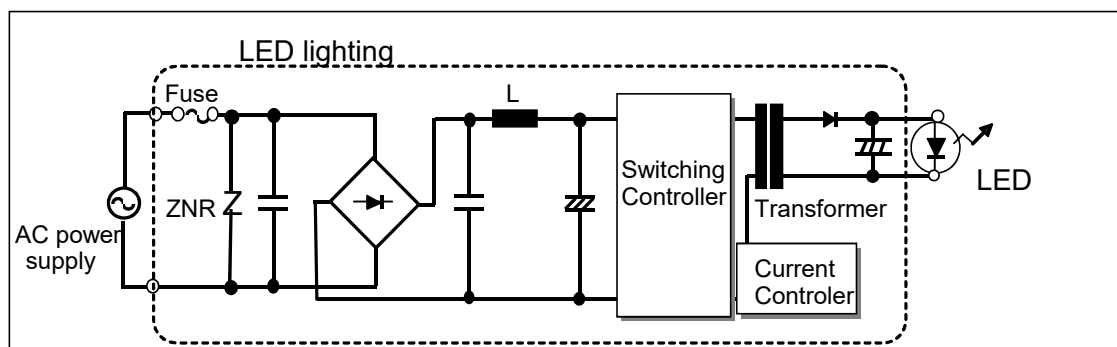 LED lighting
Fuse
L
ZNR
AC power
supply
Switching
Controller
Transformer
Current
Controler
LED